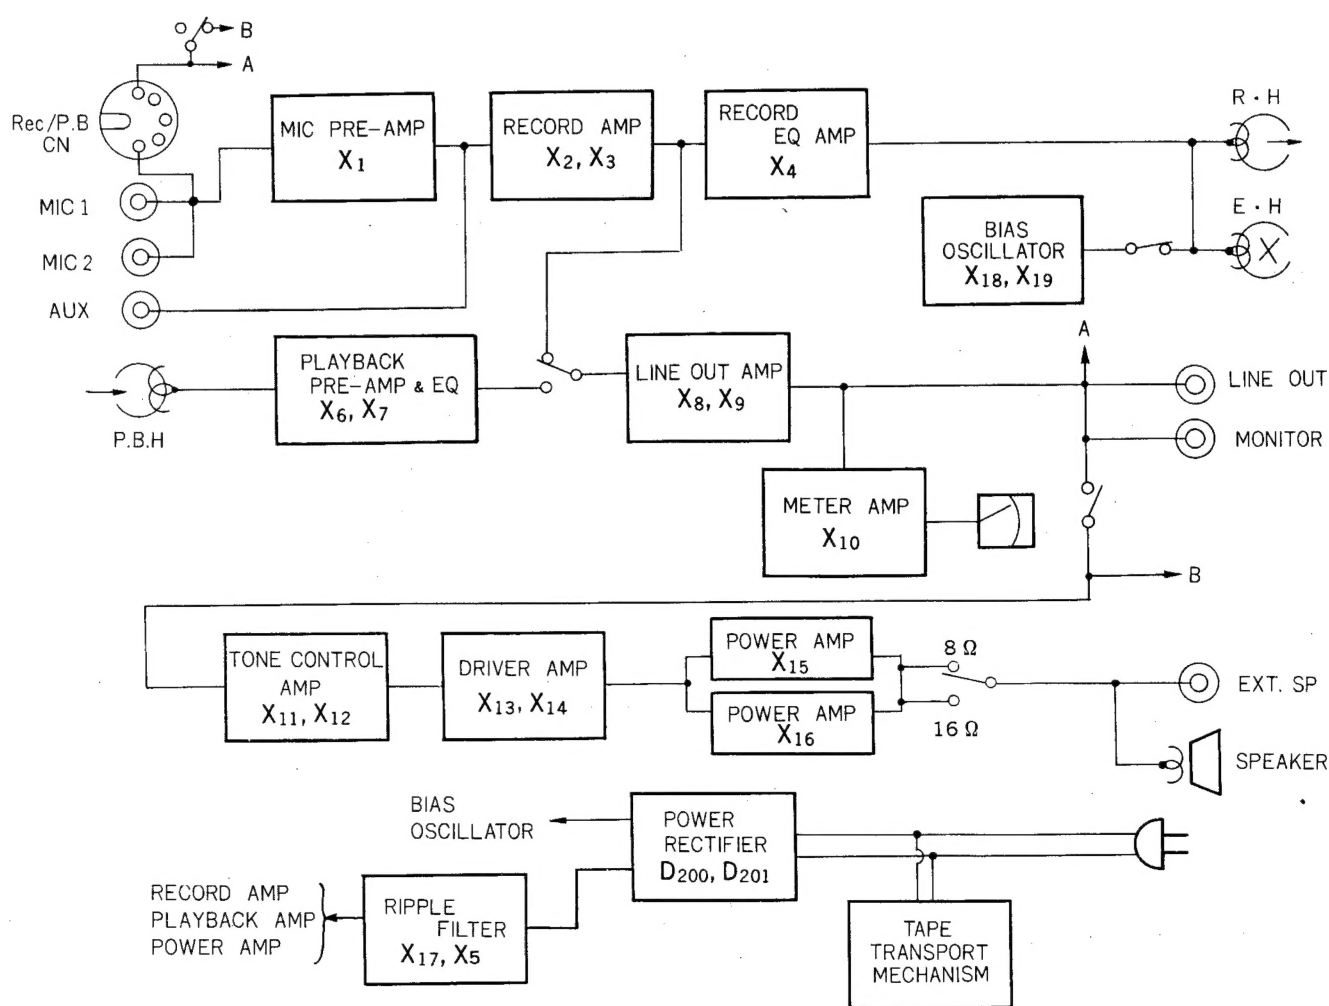 B
A
Rec/P.B
CN
MIC 1
MIC 2
AUX
MIC PRE-AMP
X1
RECORD AMP
X2, X3
RECORD
EQ AMP
X4
R · H
E · H
BIAS
OSCILLATOR
X18, X19
P.B.H
PLAYBACK
PRE-AMP & EQ
X6, X7
LINE OUT AMP
X8, X9
A
LINE OUT
MONITOR
METER AMP
X10
B
TONE CONTROL
AMP
X11, X12
DRIVER AMP
X13, X14
POWER AMP
X15
POWER AMP
X16
8 Ω
16 Ω
EXT. SP
SPEAKER
BIAS
OSCILLATOR
POWER
RECTIFIER
D200, D201
RECORD AMP
PLAYBACK AMP
POWER AMP
RIPPLE
FILTER
X17, X5
TAPE
TRANSPORT
MECHANISM